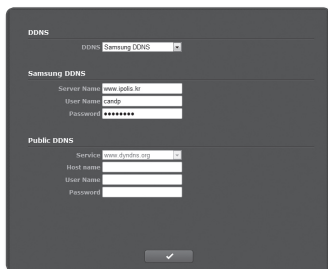 DDNS
DDNS Samsung DDNS
Samsung DDNS
Server Name www.ipolis.kr
User Name candp
Password ●●●●●●●●
Public DDNS
Service www.dyndns.org
Host name
User Name
Password